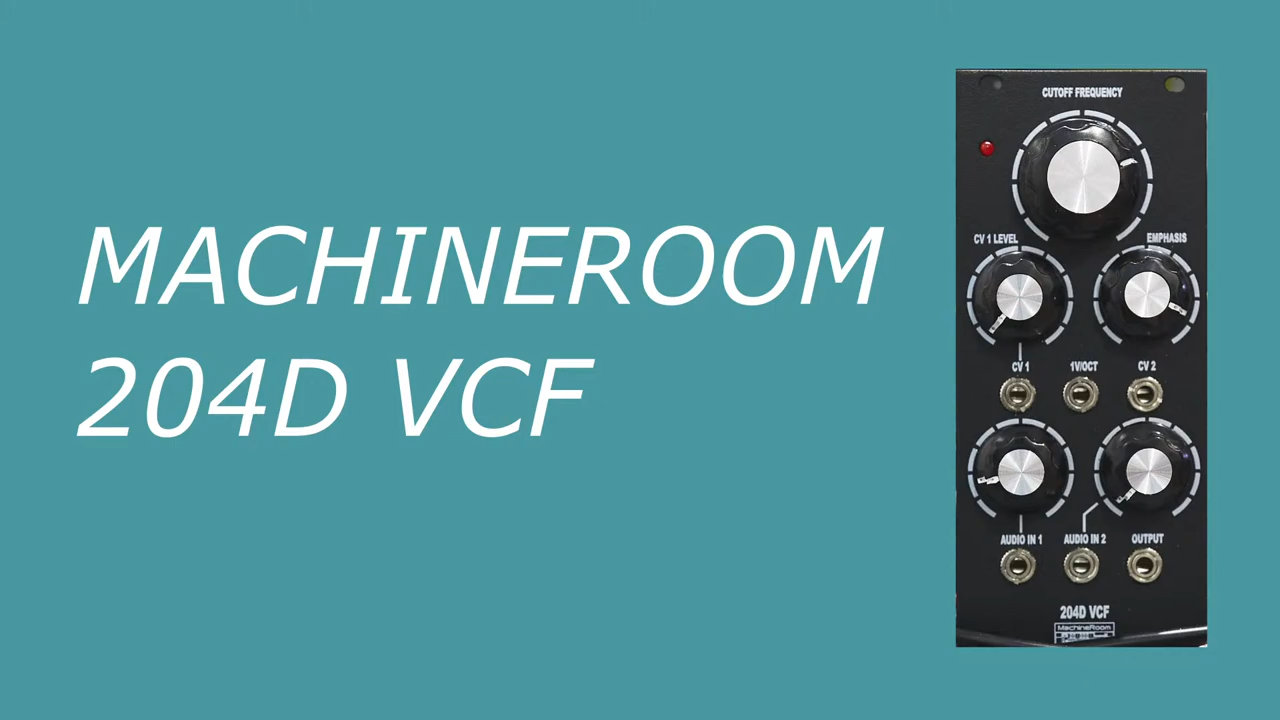 MACHINEROOM
204D VCF
CUTOFF FREQUENCY
CV 1 LEVEL
EMPHASIS
CV 1
1V/OCT
CV 2
AUDIO IN 1
AUDIO IN 2
OUTPUT
204D VCF
MachineRoom